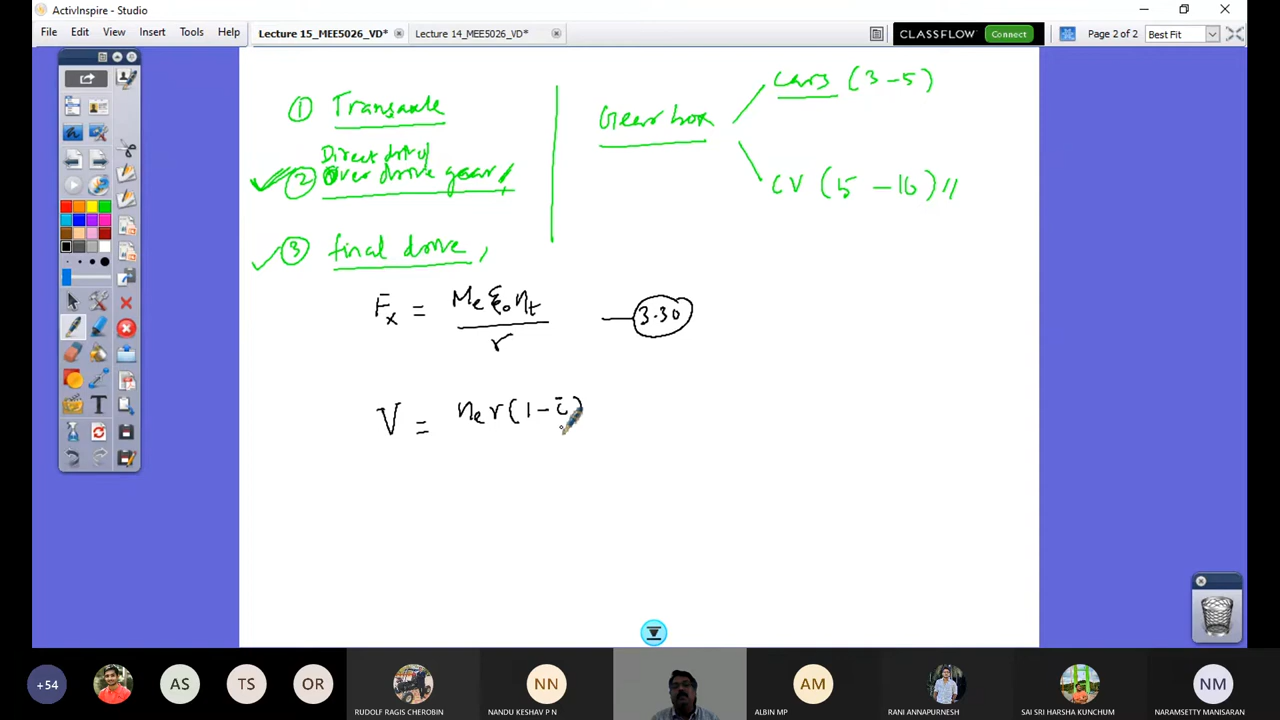 ActivInspire - Studio
File Edit View Insert Tools Help
Lecture 15_MEE5026_VD*
Lecture 14_MEE5026_VD*
CLASSFLOW Connect
Page 2 of 2
Best Fit
① Transaxle
Direct drive/
② Over drive gear,
③ final drive,
Gear box
Cars (3-5)
CV (5-16)
Fx = Me ξo ηt / r
3.30
V = ne r (1-i)
+54
AS
TS
OR
RUDOLF RAGIS CHEROBIN
NN
NANDU KESHAV P N
AM
ALBIN MP
RANI ANNAPURNESH
SAI SRI HARSHA KUNCHUM
NM
NARAMSETTY MANISARAN